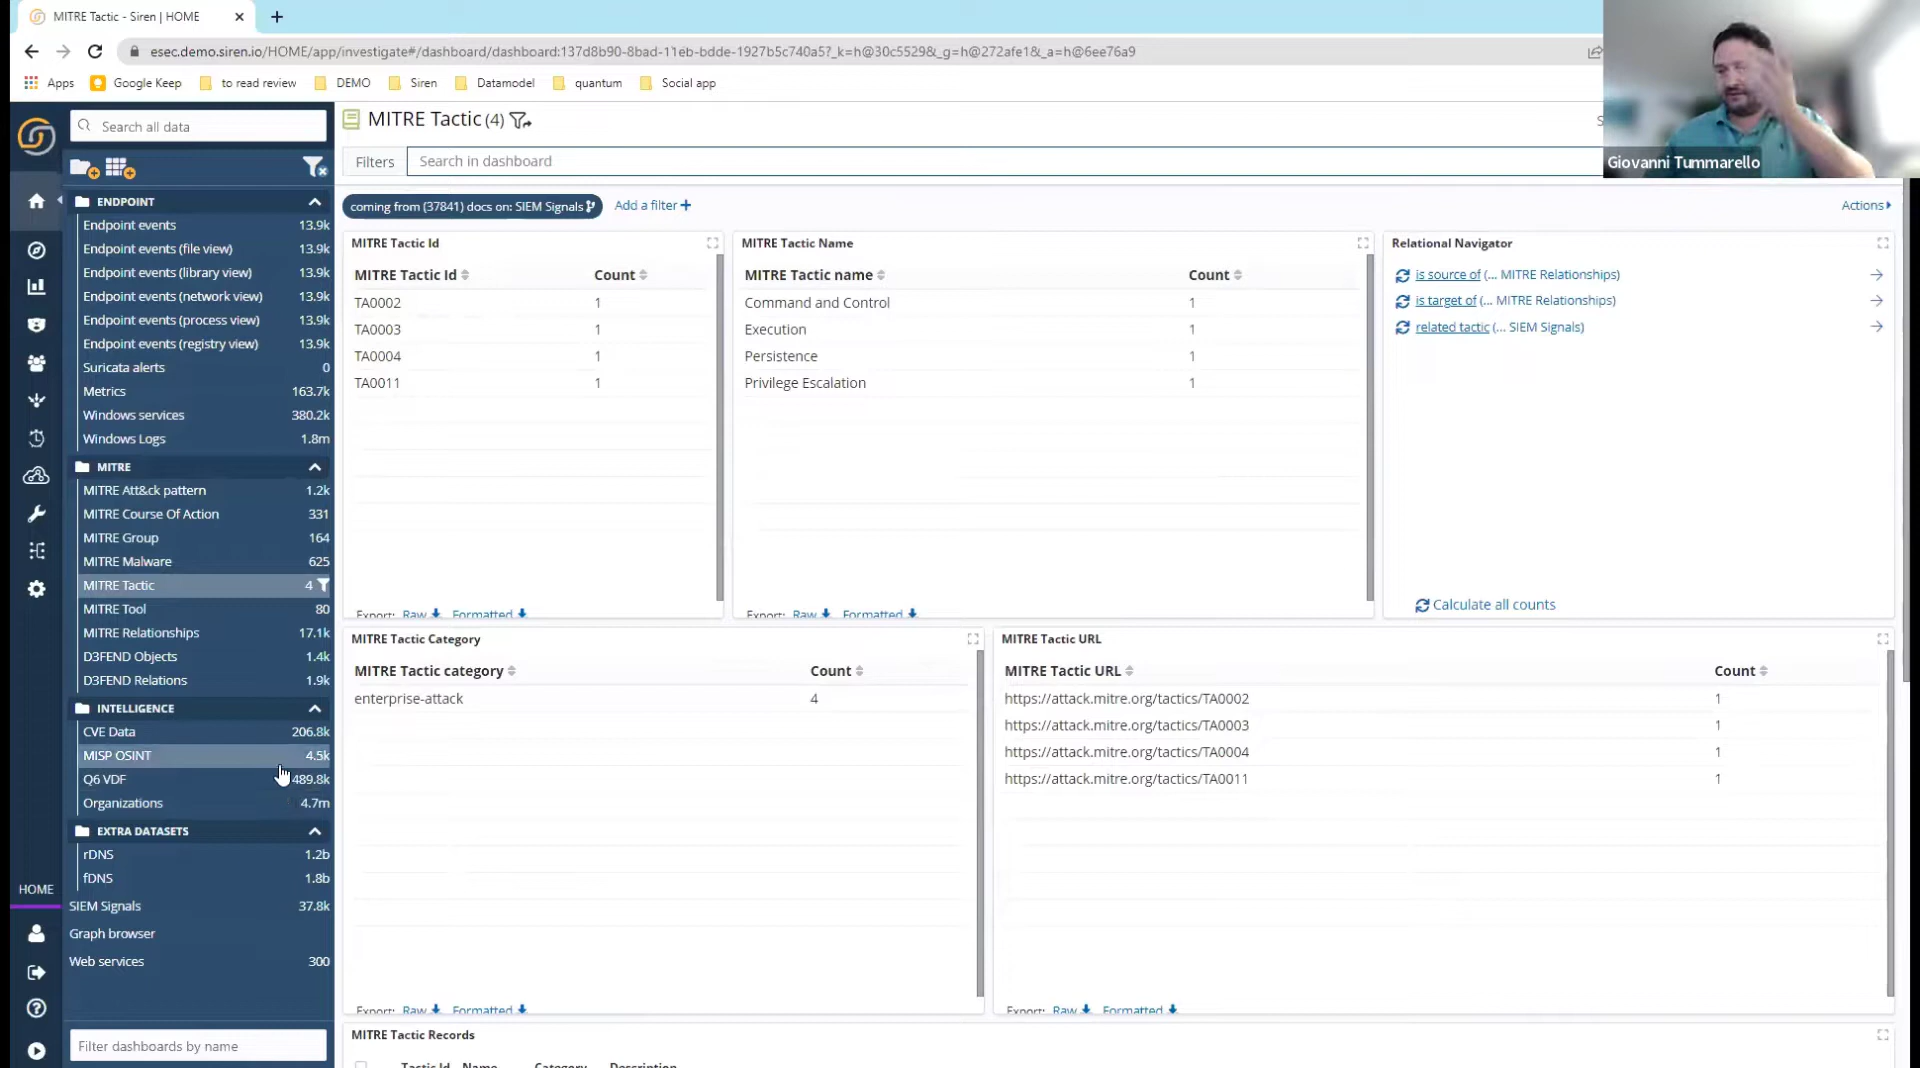 MITRE Tactic - Siren | HOME
esec.demo.siren.io/HOME/app/investigate#/dashboard/dashboard:137d8b90-8bad-11eb-bdde-1927b5c740a5?_k=h@30c5529&_g=h@272afe1&_a=h@6ee76a9
Apps Google Keep to read review DEMO Siren Datamodel quantum Social app
Giovanni Tummarello
Search all data
ENDPOINT
Endpoint events 13.9k
Endpoint events (file view) 13.9k
Endpoint events (library view) 13.9k
Endpoint events (network view) 13.9k
Endpoint events (process view) 13.9k
Endpoint events (registry view) 13.9k
Suricata alerts 0
Metrics 163.7k
Windows services 380.2k
Windows Logs 1.8m
MITRE
MITRE Att&ck pattern 1.2k
MITRE Course Of Action 331
MITRE Group 164
MITRE Malware 625
MITRE Tactic 4
MITRE Tool 80
MITRE Relationships 17.1k
D3FEND Objects 1.4k
D3FEND Relations 1.9k
INTELLIGENCE
CVE Data 206.8k
MISP OSINT 4.5k
Q6 VDF 489.8k
Organizations 4.7m
EXTRA DATASETS
rDNS 1.2b
fDNS 1.8b
HOME
SIEM Signals 37.8k
Graph browser
Web services 300
Filter dashboards by name
MITRE Tactic (4)
Filters Search in dashboard
coming from (37841) docs on: SIEM Signals Add a filter + Actions
MITRE Tactic Id
MITRE Tactic Id Count
TA0002 1
TA0003 1
TA0004 1
TA0011 1
Export: Raw Formatted
MITRE Tactic Name
MITRE Tactic name Count
Command and Control 1
Execution 1
Persistence 1
Privilege Escalation 1
Export: Raw Formatted
Relational Navigator
is source of (... MITRE Relationships)
is target of (... MITRE Relationships)
related tactic (... SIEM Signals)
Calculate all counts
MITRE Tactic Category
MITRE Tactic category Count
enterprise-attack 4
Export: Raw Formatted
MITRE Tactic URL
MITRE Tactic URL Count
https://attack.mitre.org/tactics/TA0002 1
https://attack.mitre.org/tactics/TA0003 1
https://attack.mitre.org/tactics/TA0004 1
https://attack.mitre.org/tactics/TA0011 1
Export: Raw Formatted
MITRE Tactic Records
Tactic Id Name Category Description